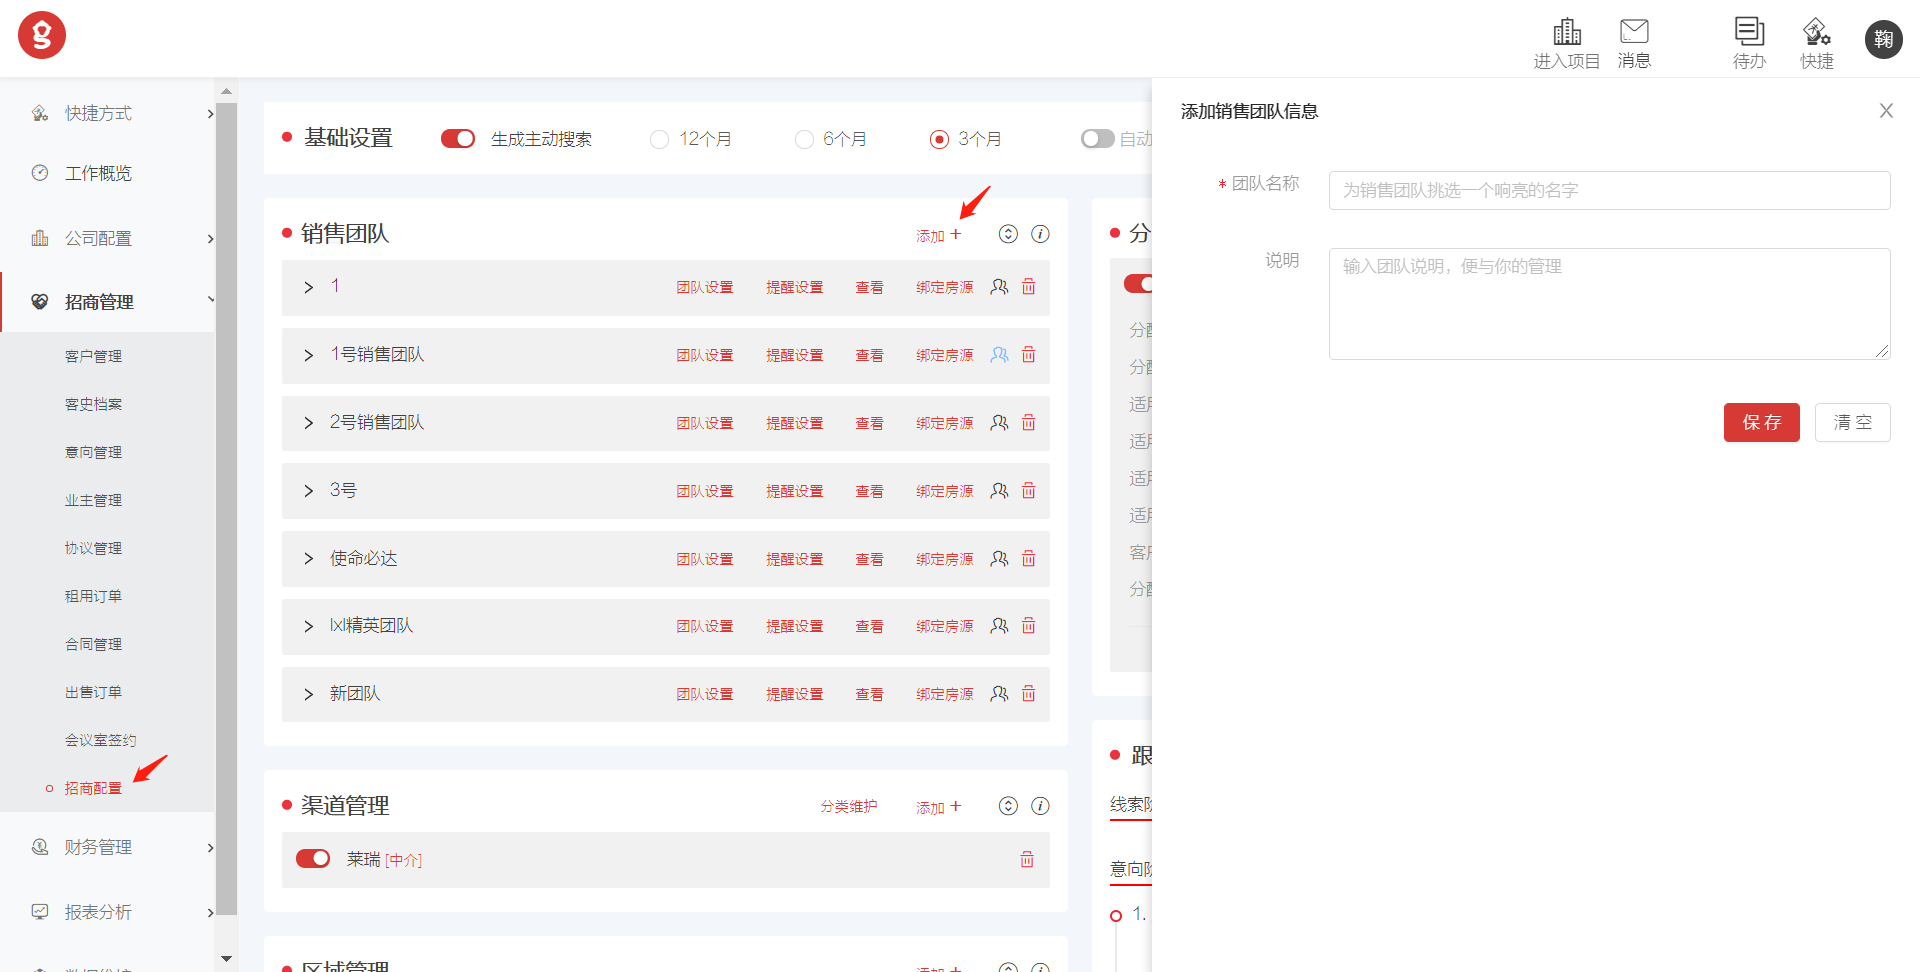 进入项目
消息
待办
快捷
鞠
快捷方式
工作概览
公司配置
招商管理
客户管理
客史档案
意向管理
业主管理
协议管理
租用订单
合同管理
出售订单
会议室签约
招商配置
财务管理
报表分析
基础设置 生成主动搜索 12个月 6个月 3个月 自动
销售团队 添加 +
1 团队设置 提醒设置 查看 绑定房源
1号销售团队 团队设置 提醒设置 查看 绑定房源
2号销售团队 团队设置 提醒设置 查看 绑定房源
3号 团队设置 提醒设置 查看 绑定房源
使命必达 团队设置 提醒设置 查看 绑定房源
lxl精英团队 团队设置 提醒设置 查看 绑定房源
新团队 团队设置 提醒设置 查看 绑定房源
渠道管理 分类维护 添加 +
莱瑞 [中介]
区域管理 添加 +
分
分配
分配
适用
适用
适用
适用
客户
分配
跟
线索阶
意向阶
1.
添加销售团队信息
* 团队名称 为销售团队挑选一个响亮的名字
说明 输入团队说明，便与你的管理
保 存 清 空